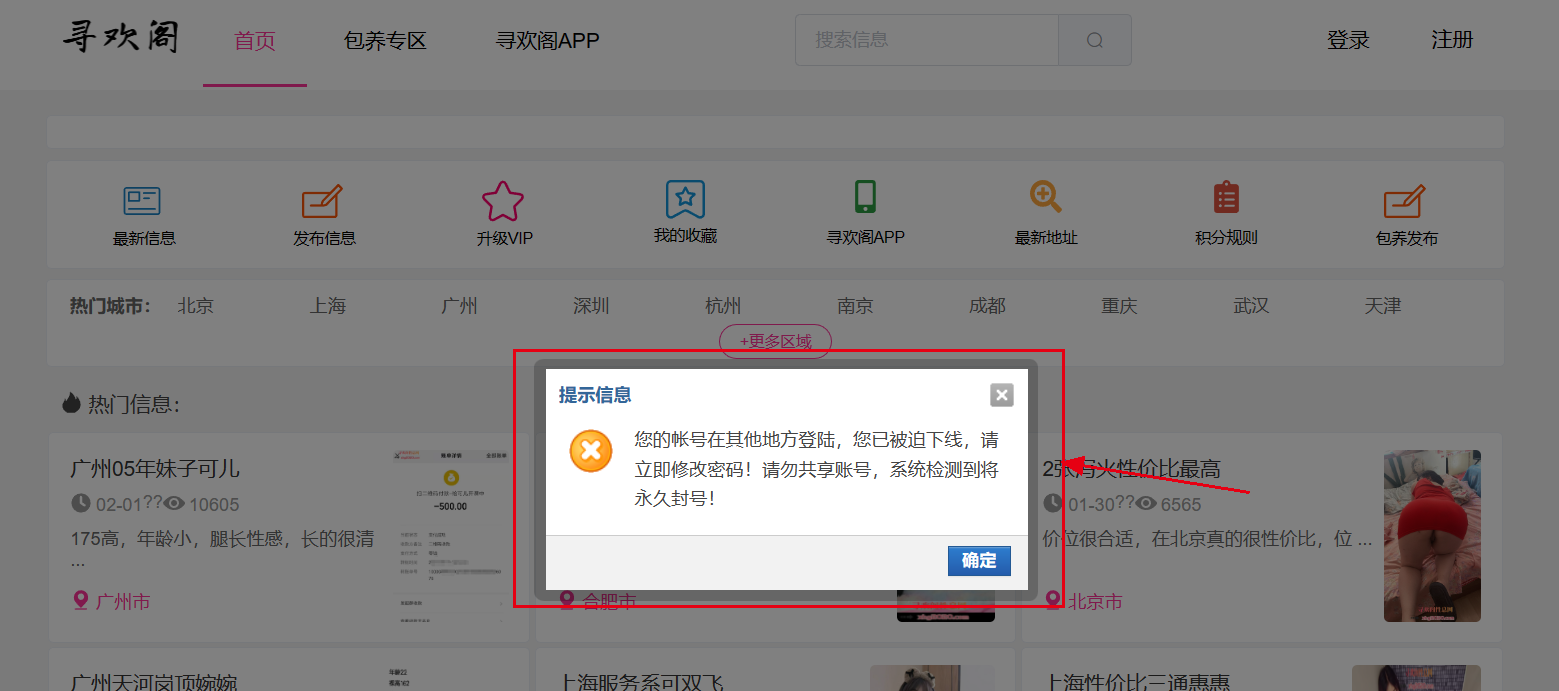 寻欢阁 首页 包养专区 寻欢阁APP 搜索信息 登录 注册
最新信息 发布信息 升级VIP 我的收藏 寻欢阁APP 最新地址 积分规则 包养发布
热门城市： 北京 上海 广州 深圳 杭州 南京 成都 重庆 武汉 天津
+更多区域
热门信息：
提示信息
您的帐号在其他地方登陆，您已被迫下线，请
立即修改密码！请勿共享账号，系统检测到将
永久封号！
确定
广州05年妹子可儿
02-01?? 10605
175高，年龄小，腿长性感，长的很清
...
广州市
-500.00
合肥市
性价比最高
01-30?? 6565
价位很合适，在北京真的很性价比，位 ...
北京市
广州天河岗顶婉婉
上海服务系可双飞
上海性价比三通惠惠